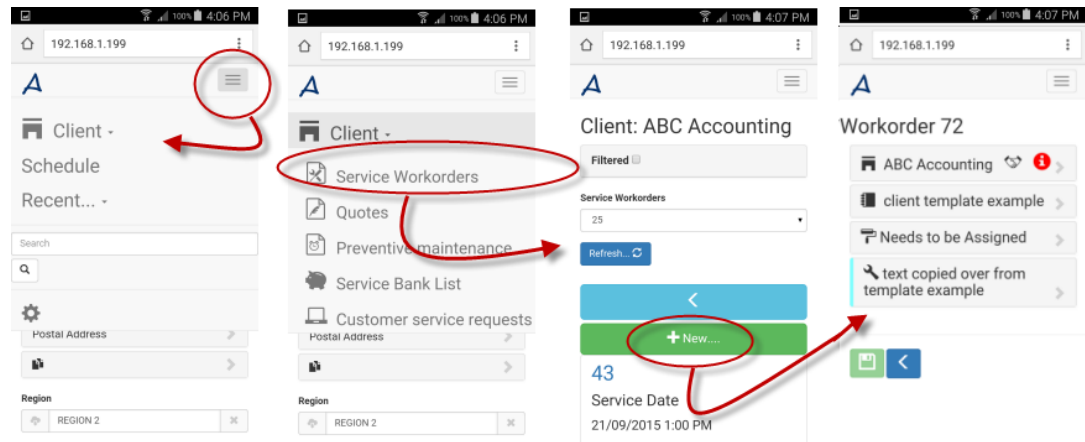 100% 4:06 PM
192.168.1.199
A
Client
Schedule
Recent...
Search
Postal Address
Region
REGION 2
100% 4:06 PM
192.168.1.199
A
Client
Service Workorders
Quotes
Preventive maintenance
Service Bank List
Customer service requests
Postal Address
Region
REGION 2
100% 4:07 PM
192.168.1.199
A
Client: ABC Accounting
Filtered
Service Workorders
25
Refresh...
New....
43
Service Date
21/09/2015 1:00 PM
100% 4:07 PM
192.168.1.199
A
Workorder 72
ABC Accounting
client template example
Needs to be Assigned
text copied over from
template example